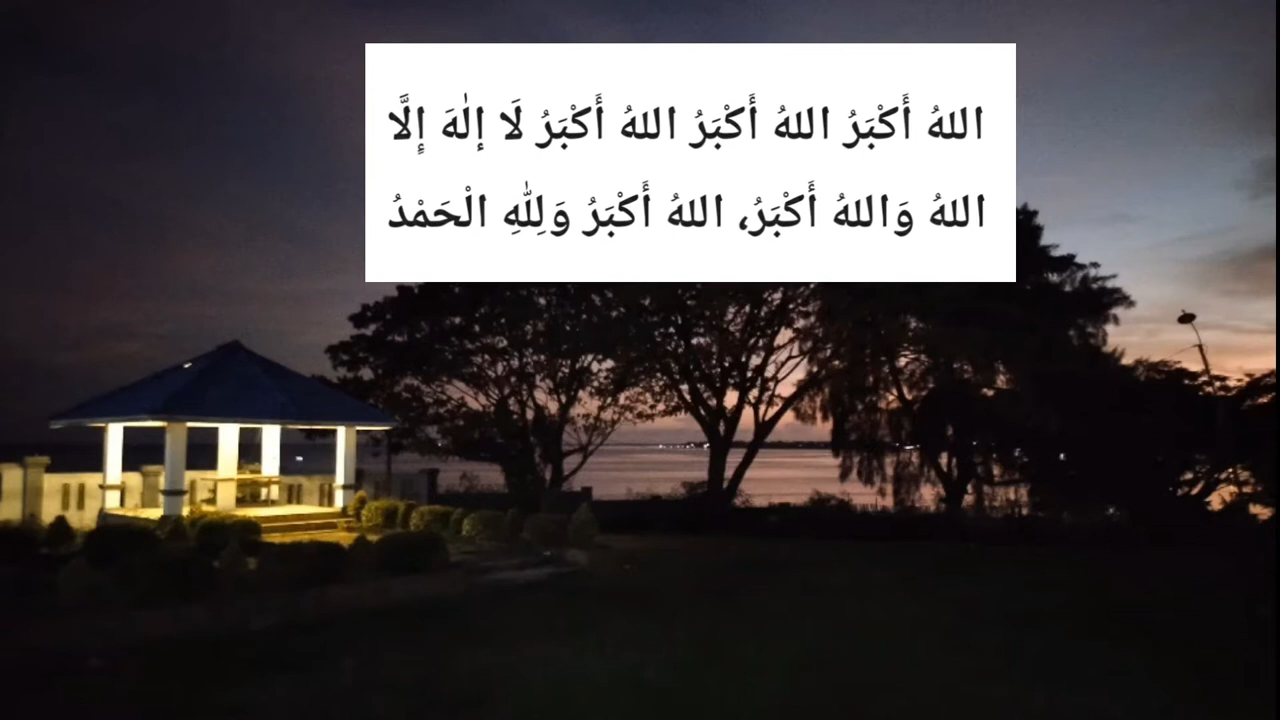 اللهُ أَكْبَرُ اللهُ أَكْبَرُ اللهُ أَكْبَرُ لَا إِلٰهَ إِلَّا
اللهُ وَاللهُ أَكْبَرُ، اللهُ أَكْبَرُ وَلِلّٰهِ الْحَمْدُ